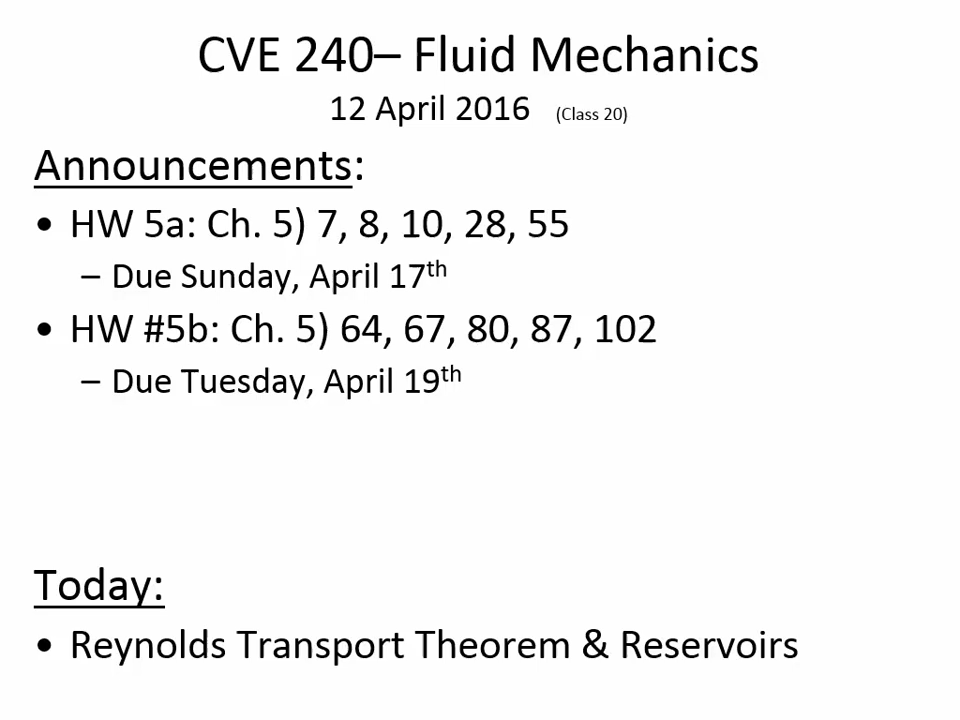 CVE 240– Fluid Mechanics
12 April 2016 (Class 20)
Announcements:
• HW 5a: Ch. 5) 7, 8, 10, 28, 55
– Due Sunday, April 17th
• HW #5b: Ch. 5) 64, 67, 80, 87, 102
– Due Tuesday, April 19th
Today:
• Reynolds Transport Theorem & Reservoirs